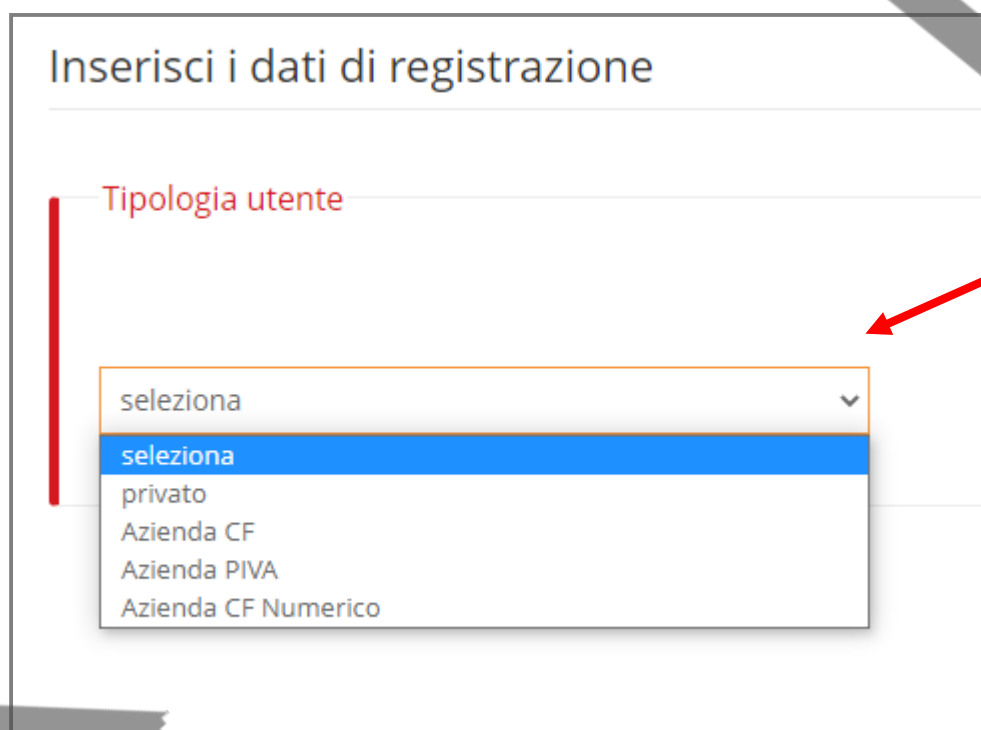 Inserisci i dati di registrazione
Tipologia utente
seleziona
seleziona
privato
Azienda CF
Azienda PIVA
Azienda CF Numerico